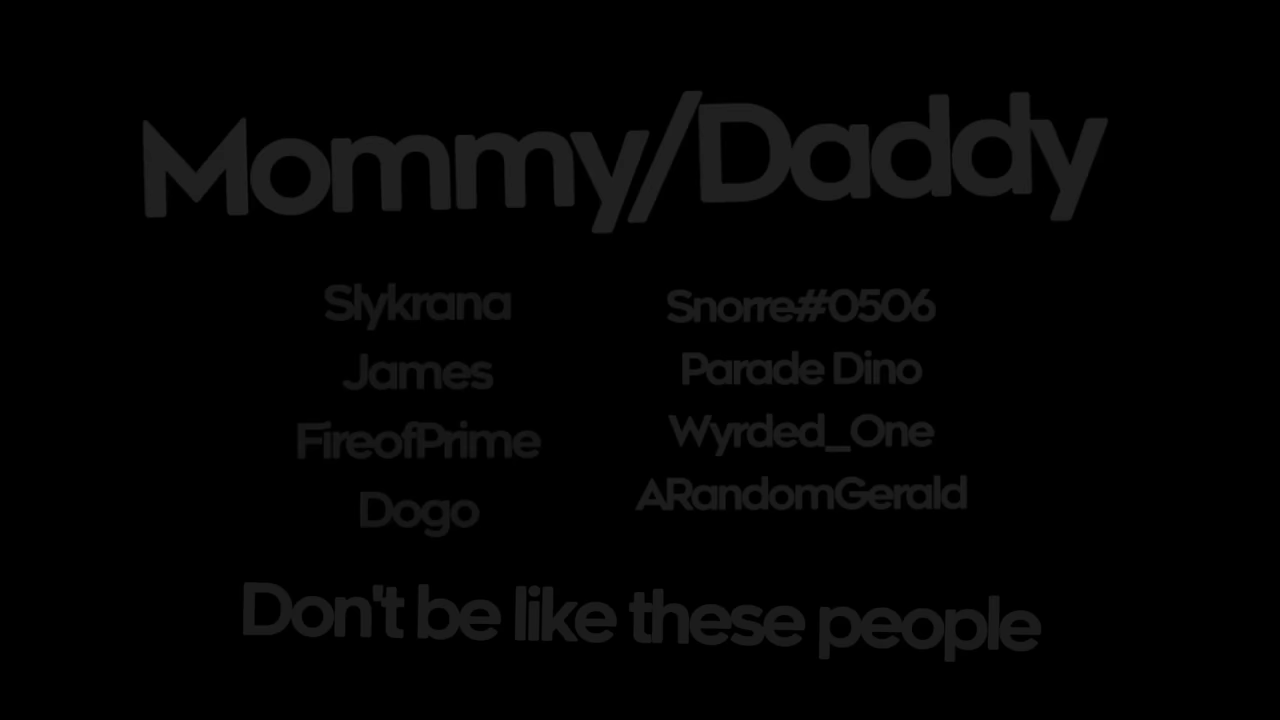 Mommy/Daddy
Slykrana
James
FireofPrime
Dogo
Snorre#0506
Parade Dino
Wyrded_One
ARandomGerald
Don't be like these people